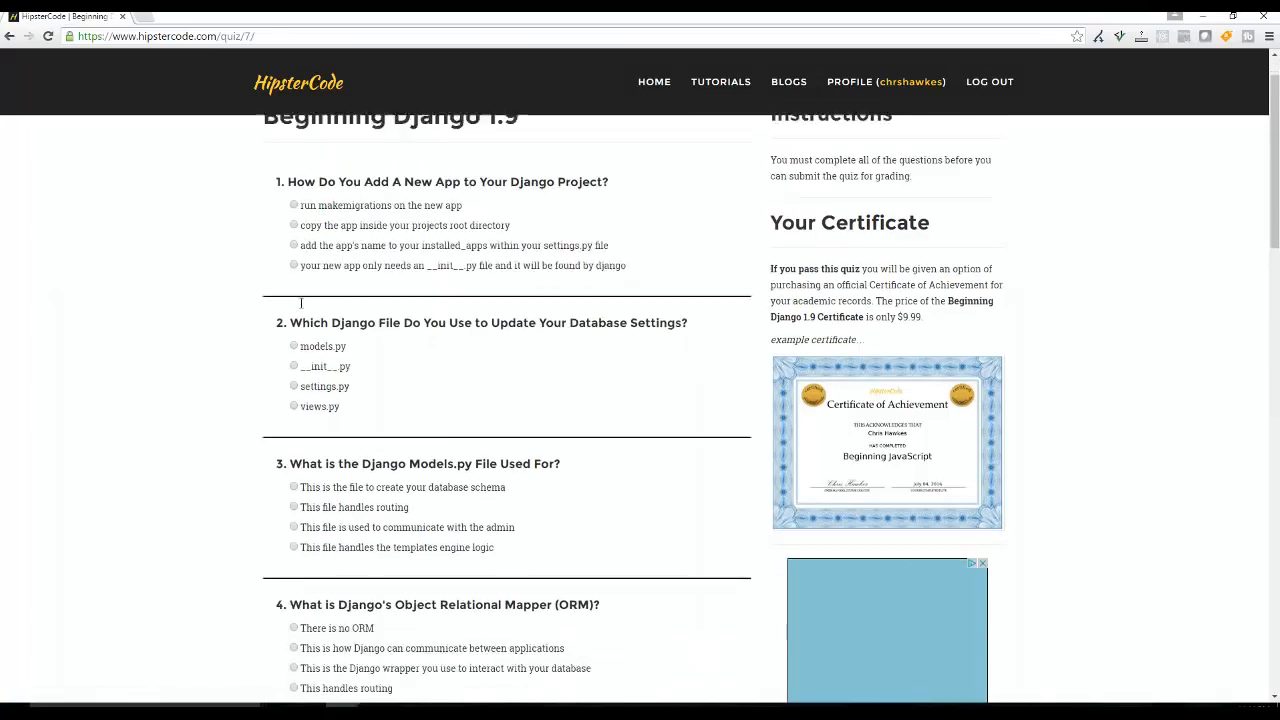 HipsterCode | Beginning
https://www.hipstercode.com/quiz/7/
HipsterCode
HOME TUTORIALS BLOGS PROFILE (chrshawkes) LOG OUT
Beginning Django 1.9
1. How Do You Add A New App to Your Django Project?
run makemigrations on the new app
copy the app inside your projects root directory
add the app's name to your installed_apps within your settings.py file
your new app only needs an __init__.py file and it will be found by django
2. Which Django File Do You Use to Update Your Database Settings?
models.py
__init__.py
settings.py
views.py
3. What is the Django Models.py File Used For?
This is the file to create your database schema
This file handles routing
This file is used to communicate with the admin
This file handles the templates engine logic
4. What is Django's Object Relational Mapper (ORM)?
There is no ORM
This is how Django can communicate between applications
This is the Django wrapper you use to interact with your database
This handles routing
Instructions
You must complete all of the questions before you
can submit the quiz for grading.
Your Certificate
If you pass this quiz you will be given an option of
purchasing an official Certificate of Achievement for
your academic records. The price of the Beginning
Django 1.9 Certificate is only $9.99.
example certificate...
HipsterCode
Certificate of Achievement
THIS ACKNOWLEDGES THAT
Chris Hawkes
HAS COMPLETED
Beginning JavaScript
Chris Hawkes
July 04, 2016